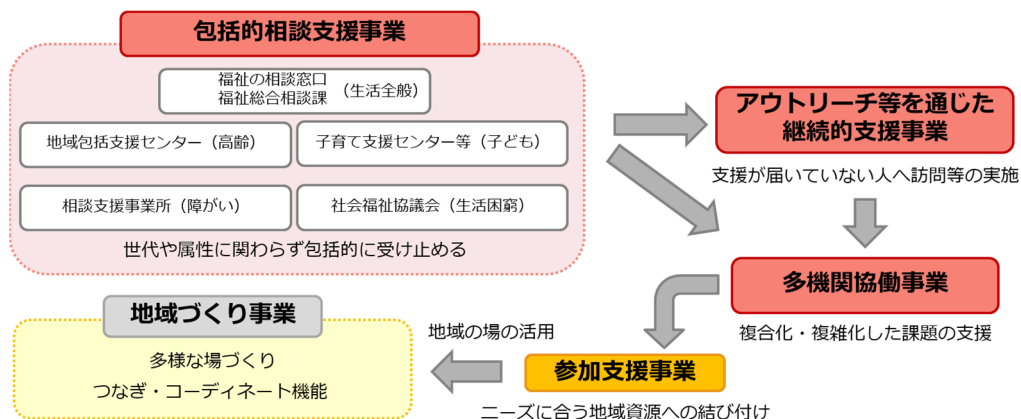 包括的相談支援事業
福祉の相談窓口
福祉総合相談課
（生活全般）
地域包括支援センター（高齢）
子育て支援センター等（子ども）
相談支援事業所（障がい）
社会福祉協議会（生活困窮）
世代や属性に関わらず包括的に受け止める
アウトリーチ等を通じた
継続的支援事業
支援が届いていない人へ訪問等の実施
多機関協働事業
複合化・複雑化した課題の支援
参加支援事業
ニーズに合う地域資源への結び付け
地域の場の活用
地域づくり事業
多様な場づくり
つなぎ・コーディネート機能